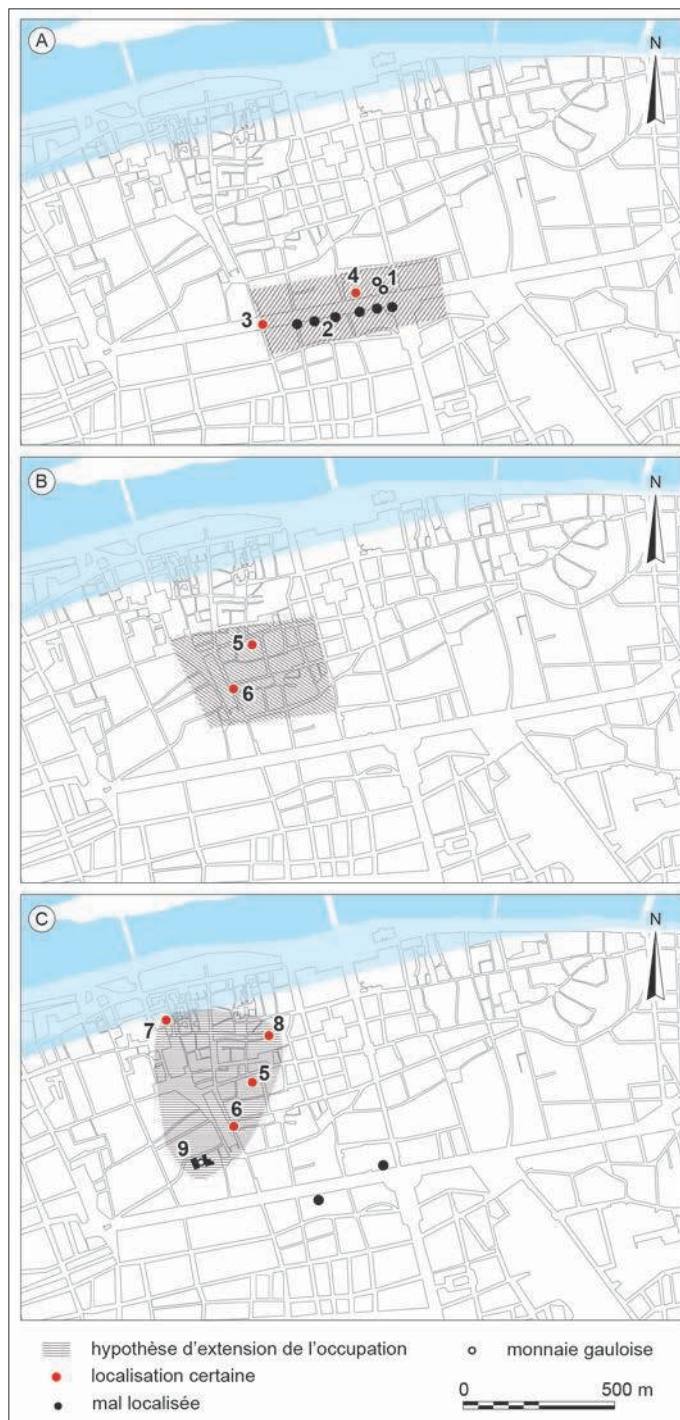 A
N
1
4
3
2
B
N
5
6
C
N
7
8
5
6
9
hypothèse d'extension de l'occupation
monnaie gauloise
localisation certaine
mal localisée
0
500 m